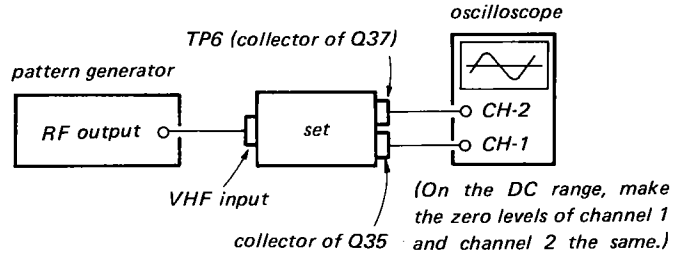 oscilloscope
TP6 (collector of Q37)
pattern generator
RF output
set
CH-2
CH-1
VHF input
(On the DC range, make
the zero levels of channel 1
and channel 2 the same.)
collector of Q35